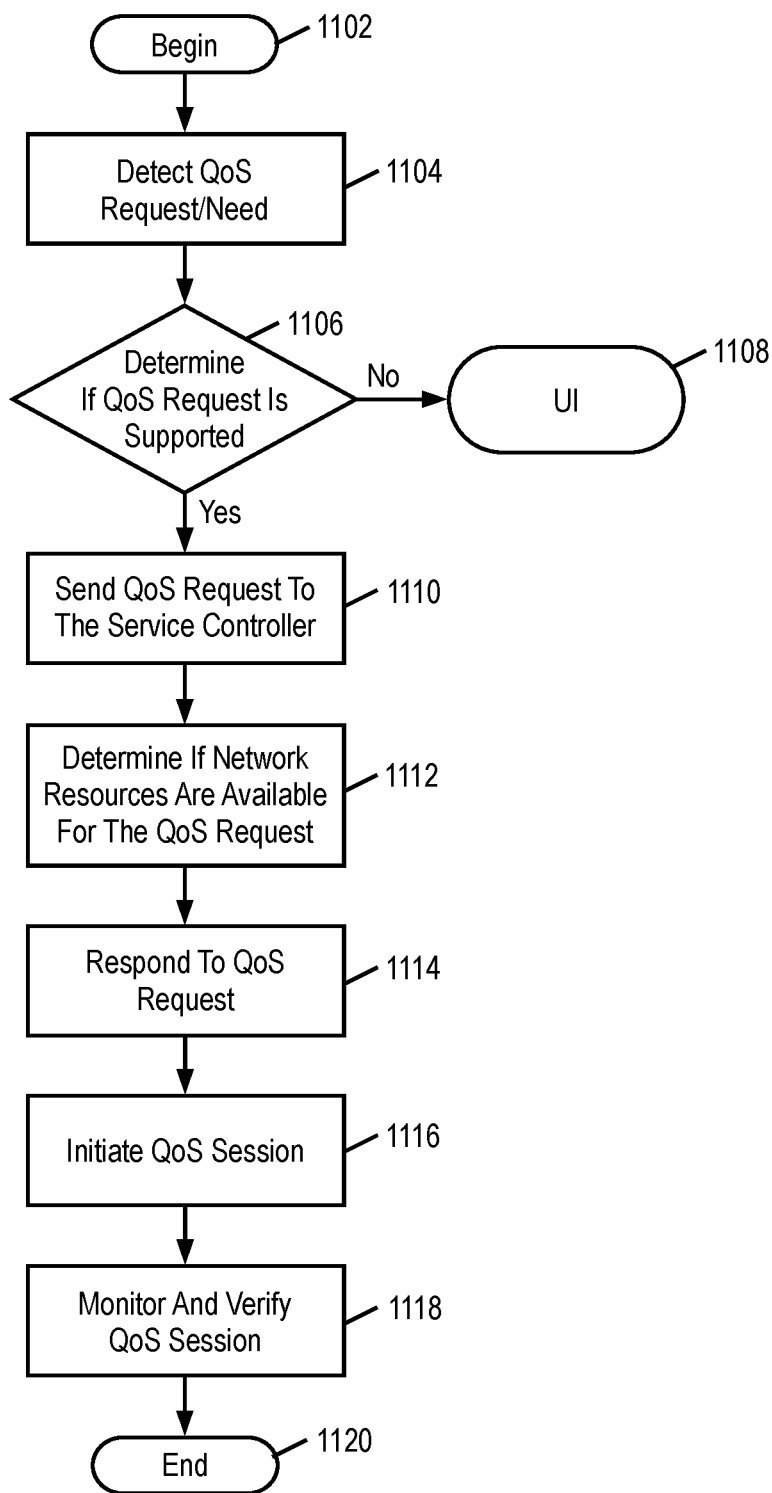 Begin
1102
Detect QoS
Request/Need
1104
1106
Determine
If QoS Request Is
Supported
No
UI
1108
Yes
Send QoS Request To
The Service Controller
1110
Determine If Network
Resources Are Available
For The QoS Request
1112
Respond To QoS
Request
1114
Initiate QoS Session
1116
Monitor And Verify
QoS Session
1118
End
1120